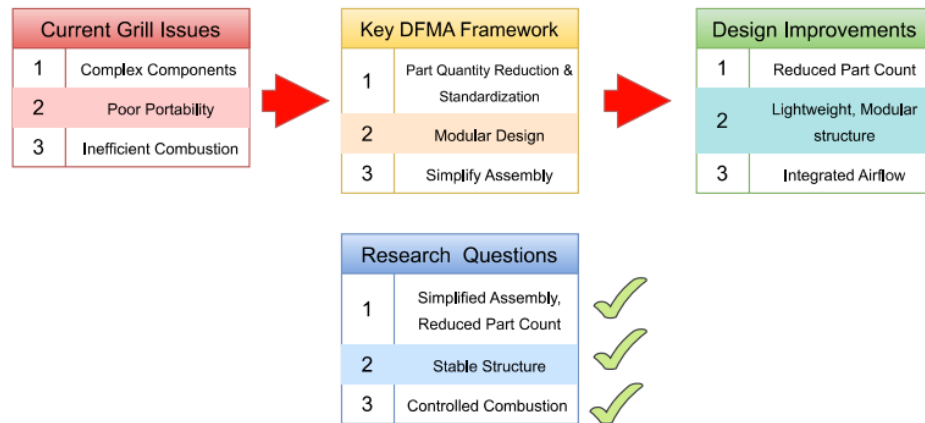 Current Grill Issues
1 Complex Components
2 Poor Portability
3 Inefficient Combustion
Key DFMA Framework
1 Part Quantity Reduction &
Standardization
2 Modular Design
3 Simplify Assembly
Design Improvements
1 Reduced Part Count
2 Lightweight, Modular
structure
3 Integrated Airflow
Research Questions
1 Simplified Assembly,
Reduced Part Count
2 Stable Structure
3 Controlled Combustion